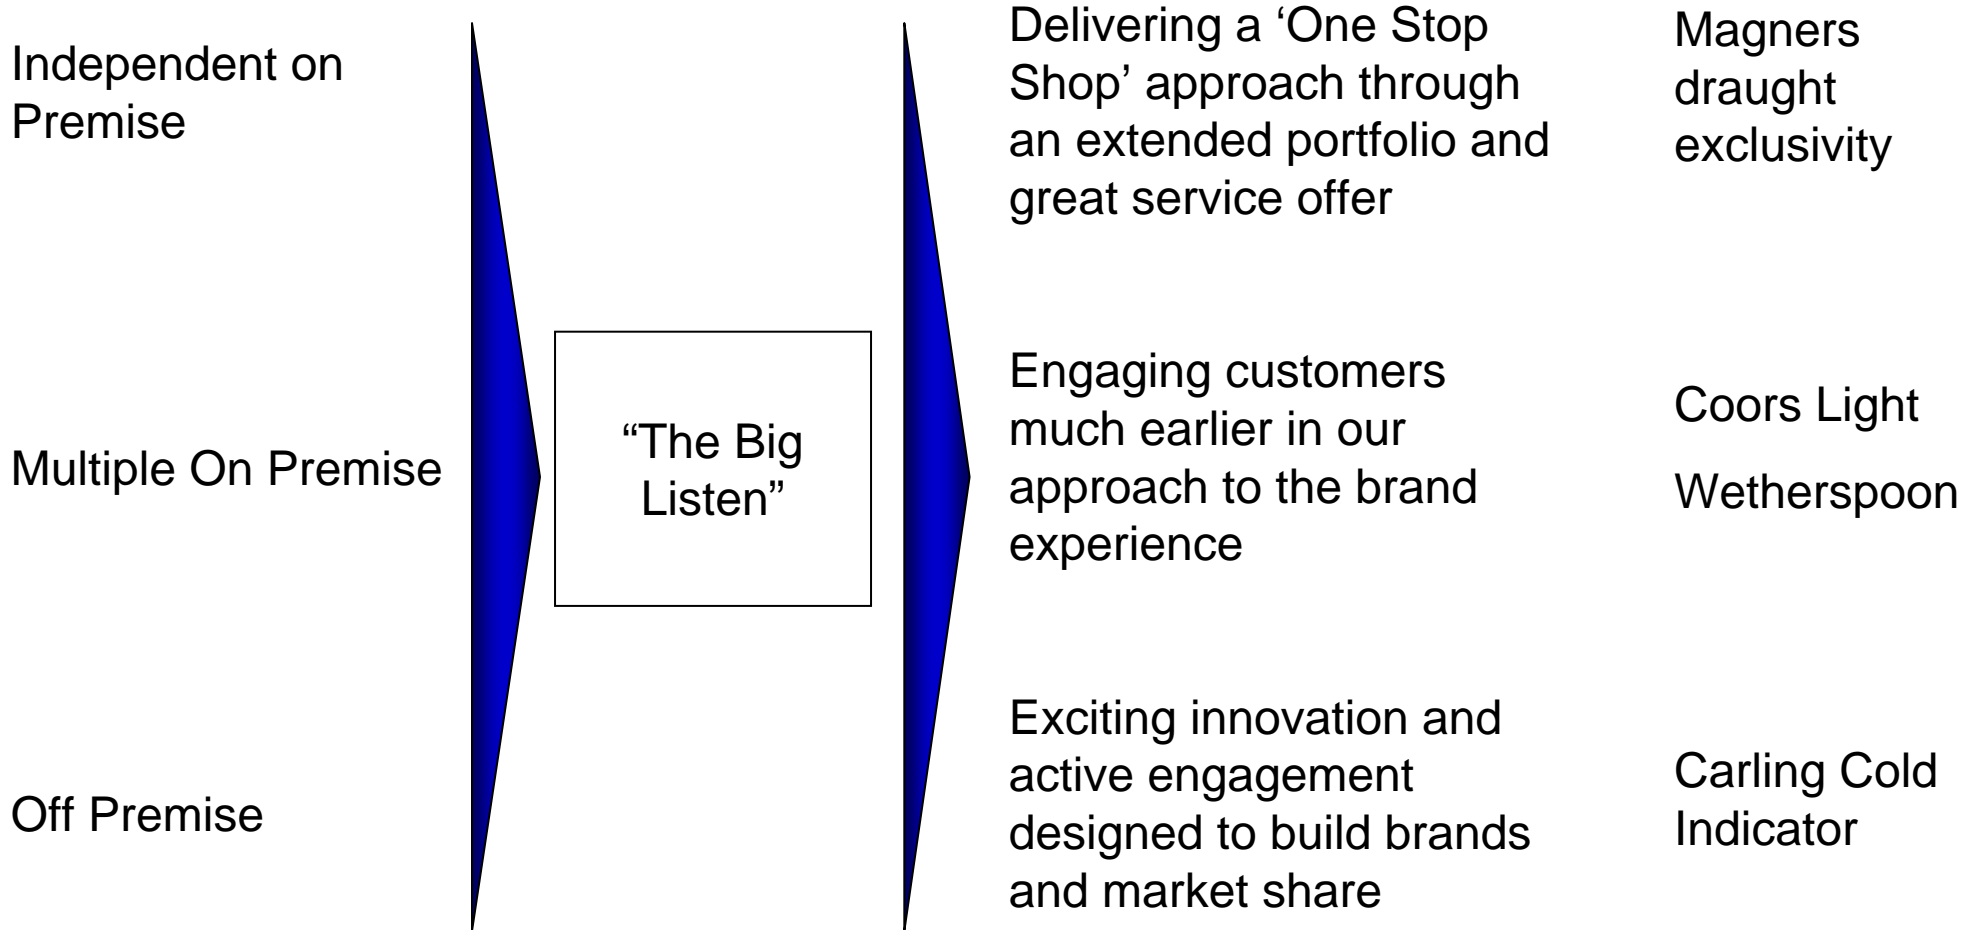 Independent on
Premise
Multiple On Premise
Off Premise
“The Big
Listen”
Delivering a ‘One Stop
Shop’ approach through
an extended portfolio and
great service offer
Engaging customers
much earlier in our
approach to the brand
experience
Exciting innovation and
active engagement
designed to build brands
and market share
Magners
draught
exclusivity
Coors Light
Wetherspoon
Carling Cold
Indicator